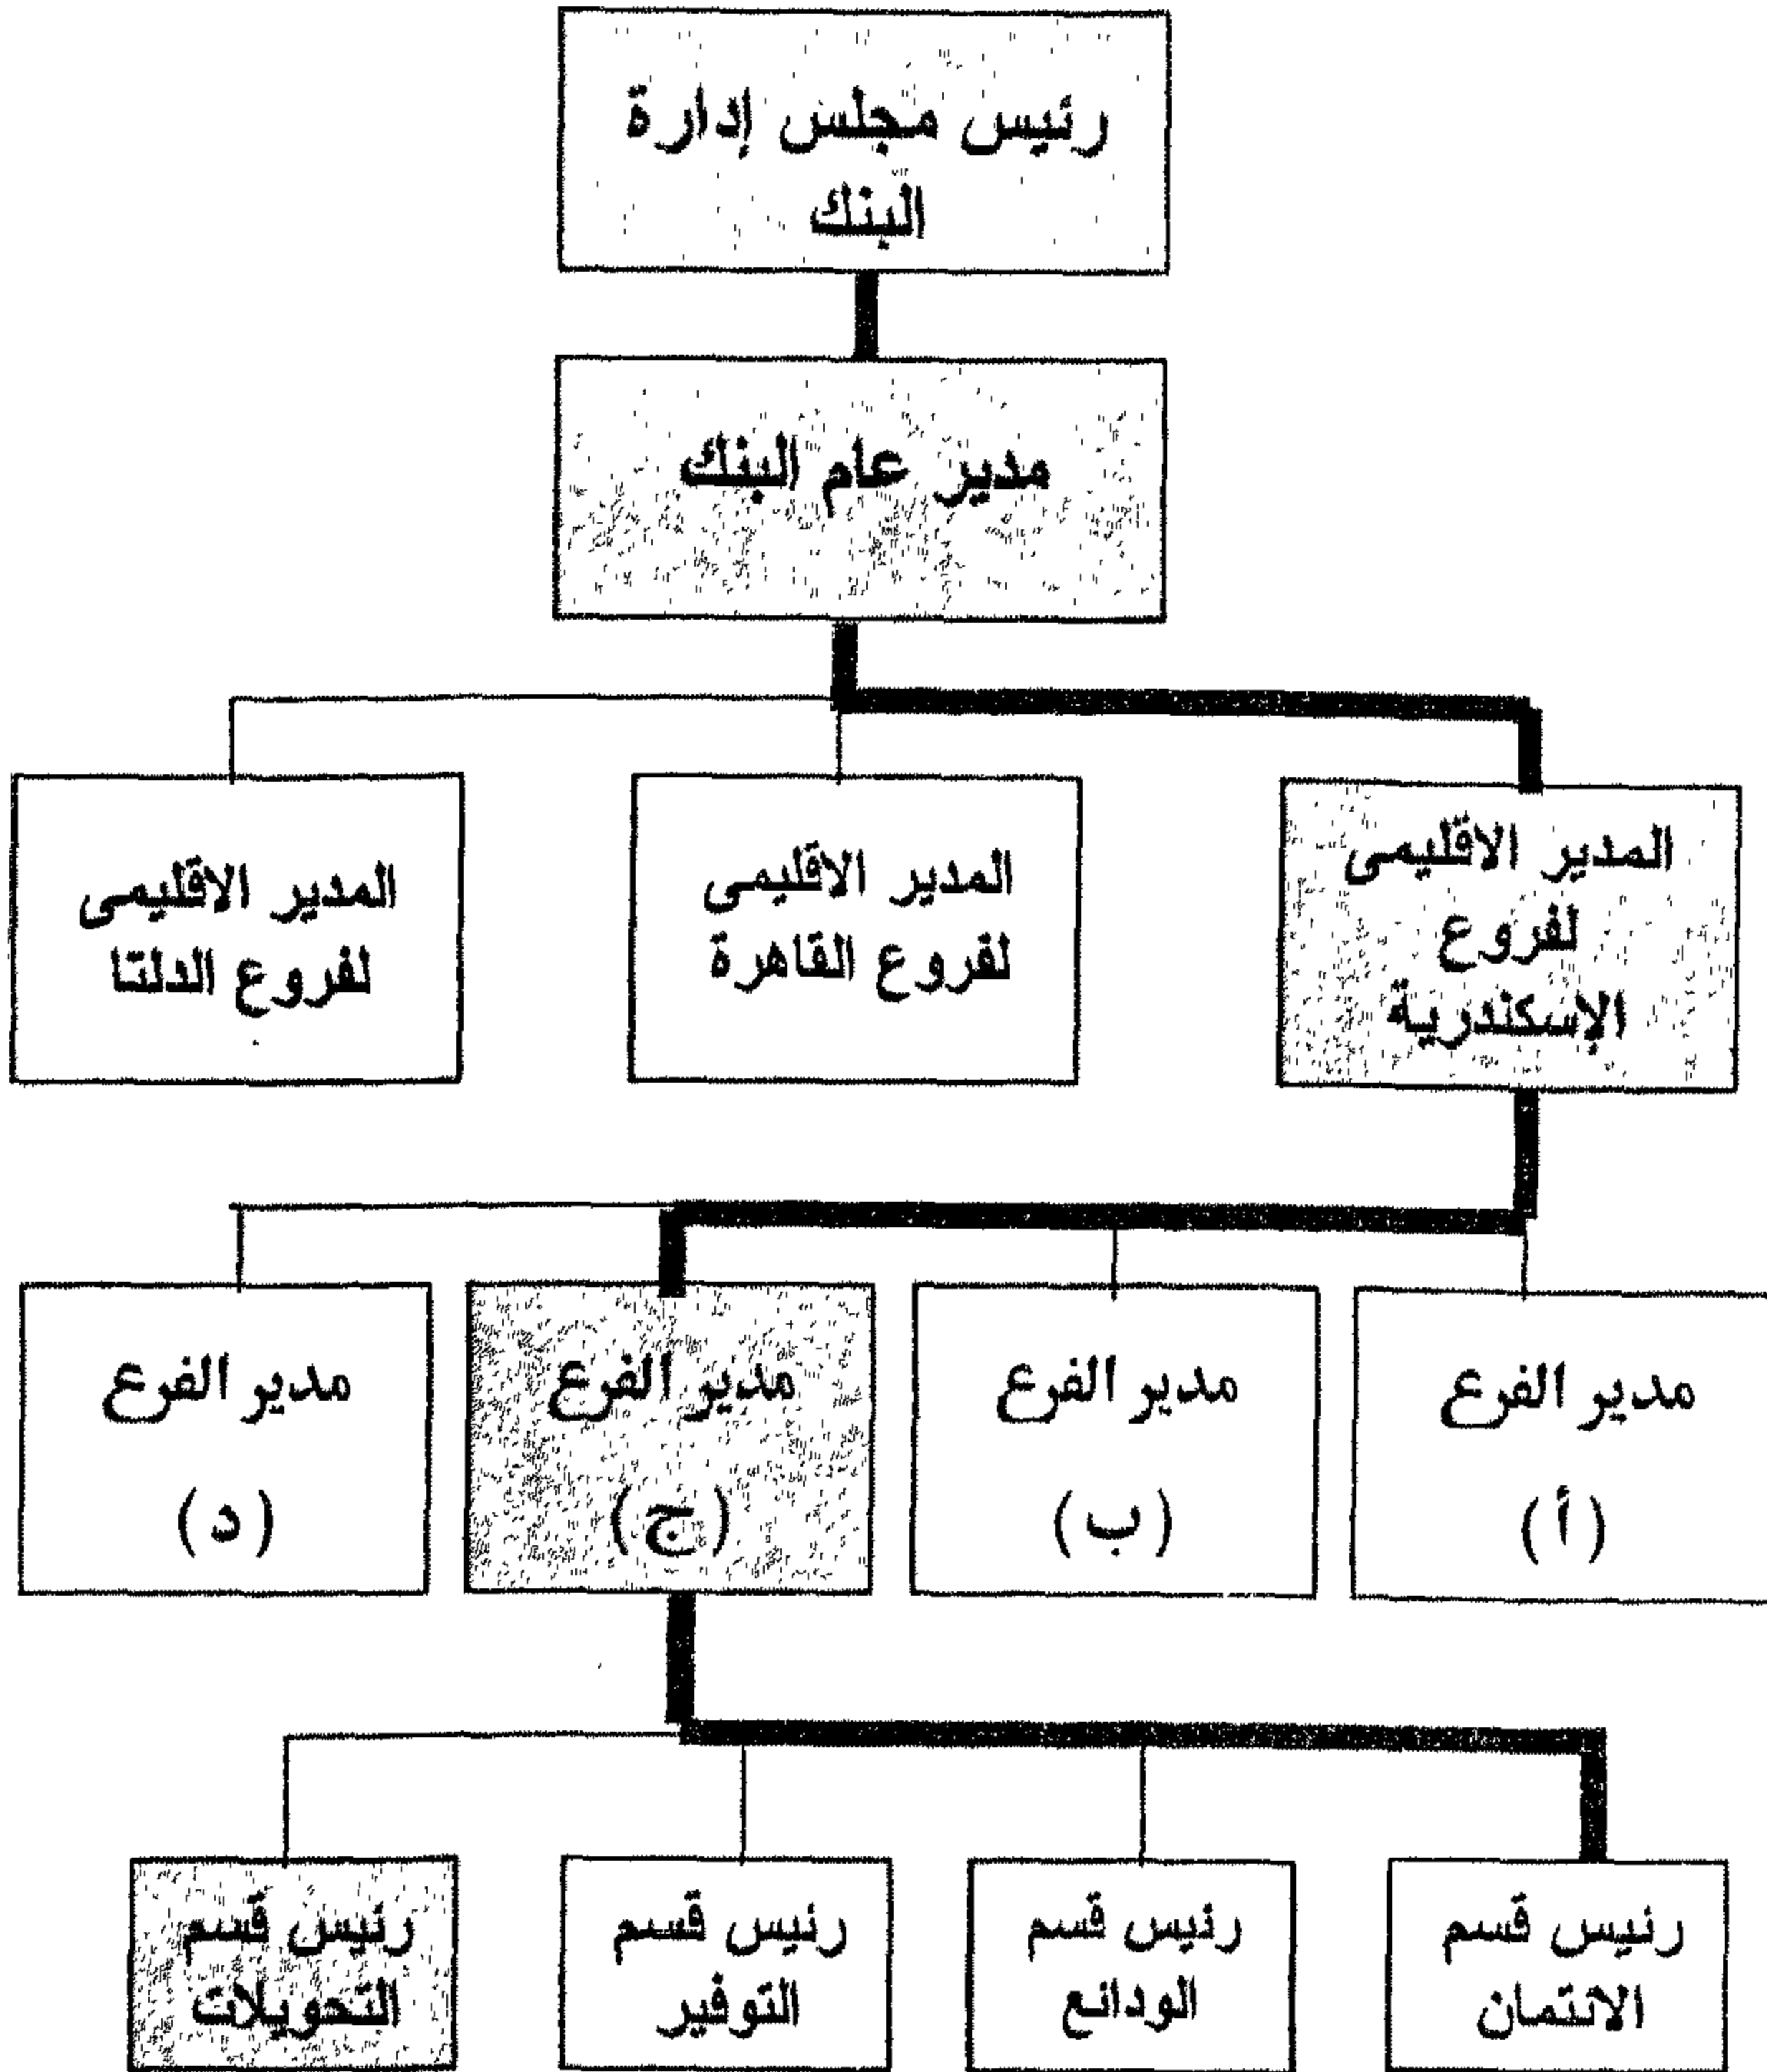 رئيس مجلس إدارة
البنك
مدير عام البنك
المدير الاقليمى
لفروع
الإسكندرية
المدير الاقليمى
لفروع القاهرة
المدير الاقليمى
لفروع الدلتا
مدير الفرع
(أ)
مدير الفرع
(ب)
مدير الفرع
(ج)
مدير الفرع
(د)
رئيس قسم
الائتمان
رئيس قسم
الودائع
رئيس قسم
التوفير
رئيس قسم
التحويلات